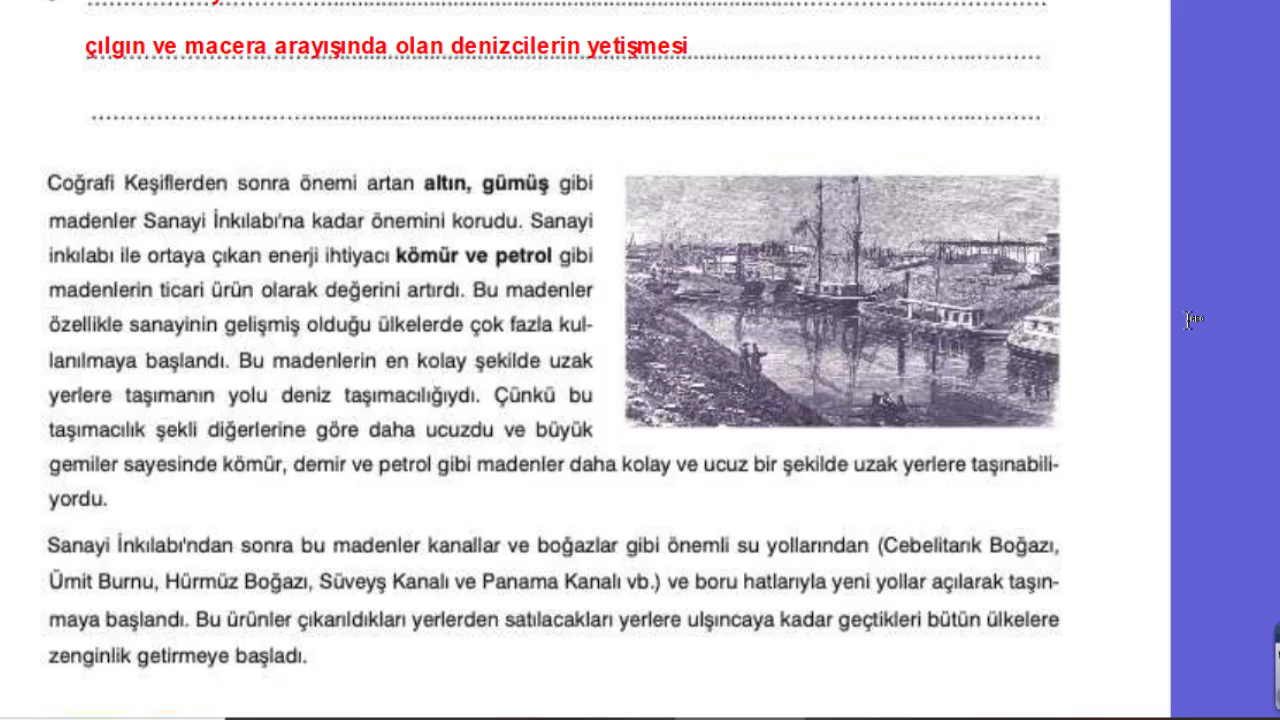 çılgın ve macera arayışında olan denizcilerin yetişmesi
Coğrafi Keşiflerden sonra önemi artan altın, gümüş gibi
madenler Sanayi İnkılabı'na kadar önemini korudu. Sanayi
inkılabı ile ortaya çıkan enerji ihtiyacı kömür ve petrol gibi
madenlerin ticari ürün olarak değerini artırdı. Bu madenler
özellikle sanayinin gelişmiş olduğu ülkelerde çok fazla kul-
lanılmaya başlandı. Bu madenlerin en kolay şekilde uzak
yerlere taşımanın yolu deniz taşımacılığıydı. Çünkü bu
taşımacılık şekli diğerlerine göre daha ucuzdu ve büyük
gemiler sayesinde kömür, demir ve petrol gibi madenler daha kolay ve ucuz bir şekilde uzak yerlere taşınabili-
yordu.
Sanayi İnkılabı'ndan sonra bu madenler kanallar ve boğazlar gibi önemli su yollarından (Cebelitarık Boğazı,
Ümit Burnu, Hürmüz Boğazı, Süveyş Kanalı ve Panama Kanalı vb.) ve boru hatlarıyla yeni yollar açılarak taşın-
maya başlandı. Bu ürünler çıkarıldıkları yerlerden satılacakları yerlere ulşıncaya kadar geçtikleri bütün ülkelere
zenginlik getirmeye başladı.